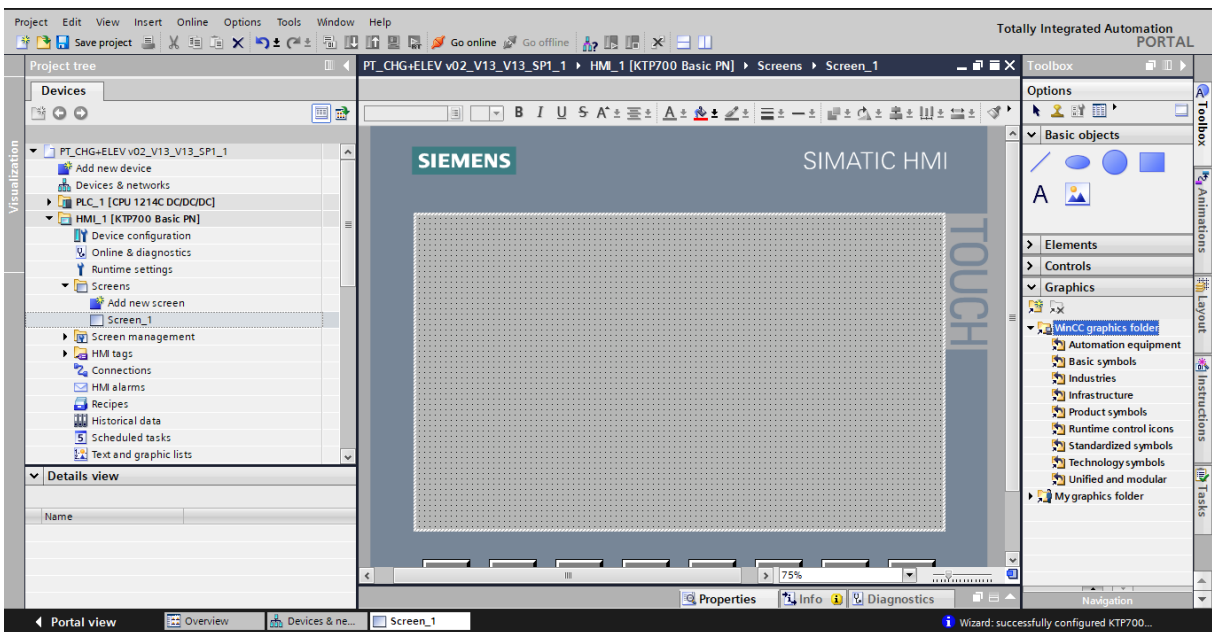 Project Edit View Insert Online Options Tools Window Help
Totally Integrated Automation
PORTAL
Save project
Go online
Go offline
Project tree
Devices
Visualization
PT_CHG+ELEV v02_V13_V13_SP1_1
Add new device
Devices & networks
PLC_1 [CPU 1214C DC/DC/DC]
HMI_1 [KTP700 Basic PN]
Device configuration
Online & diagnostics
Runtime settings
Screens
Add new screen
Screen_1
Screen management
HMI tags
Connections
HMI alarms
Recipes
Historical data
Scheduled tasks
Text and graphic lists
Details view
Name
PT_CHG+ELEV v02_V13_V13_SP1_1 HMI_1 [KTP700 Basic PN] Screens Screen_1
B I U S A A
SIEMENS
SIMATIC HMI
TOUCH
75%
Properties Info Diagnostics
Toolbox
Options
Basic objects
A
Elements
Controls
Graphics
WinCC graphics folder
Automation equipment
Basic symbols
Industries
Infrastructure
Product symbols
Runtime control icons
Standardized symbols
Technology symbols
Unified and modular
My graphics folder
Navigation
Toolbox
Animations
Layout
Instructions
Tasks
Portal view Overview Devices & ne... Screen_1
Wizard: successfully configured KTP700...